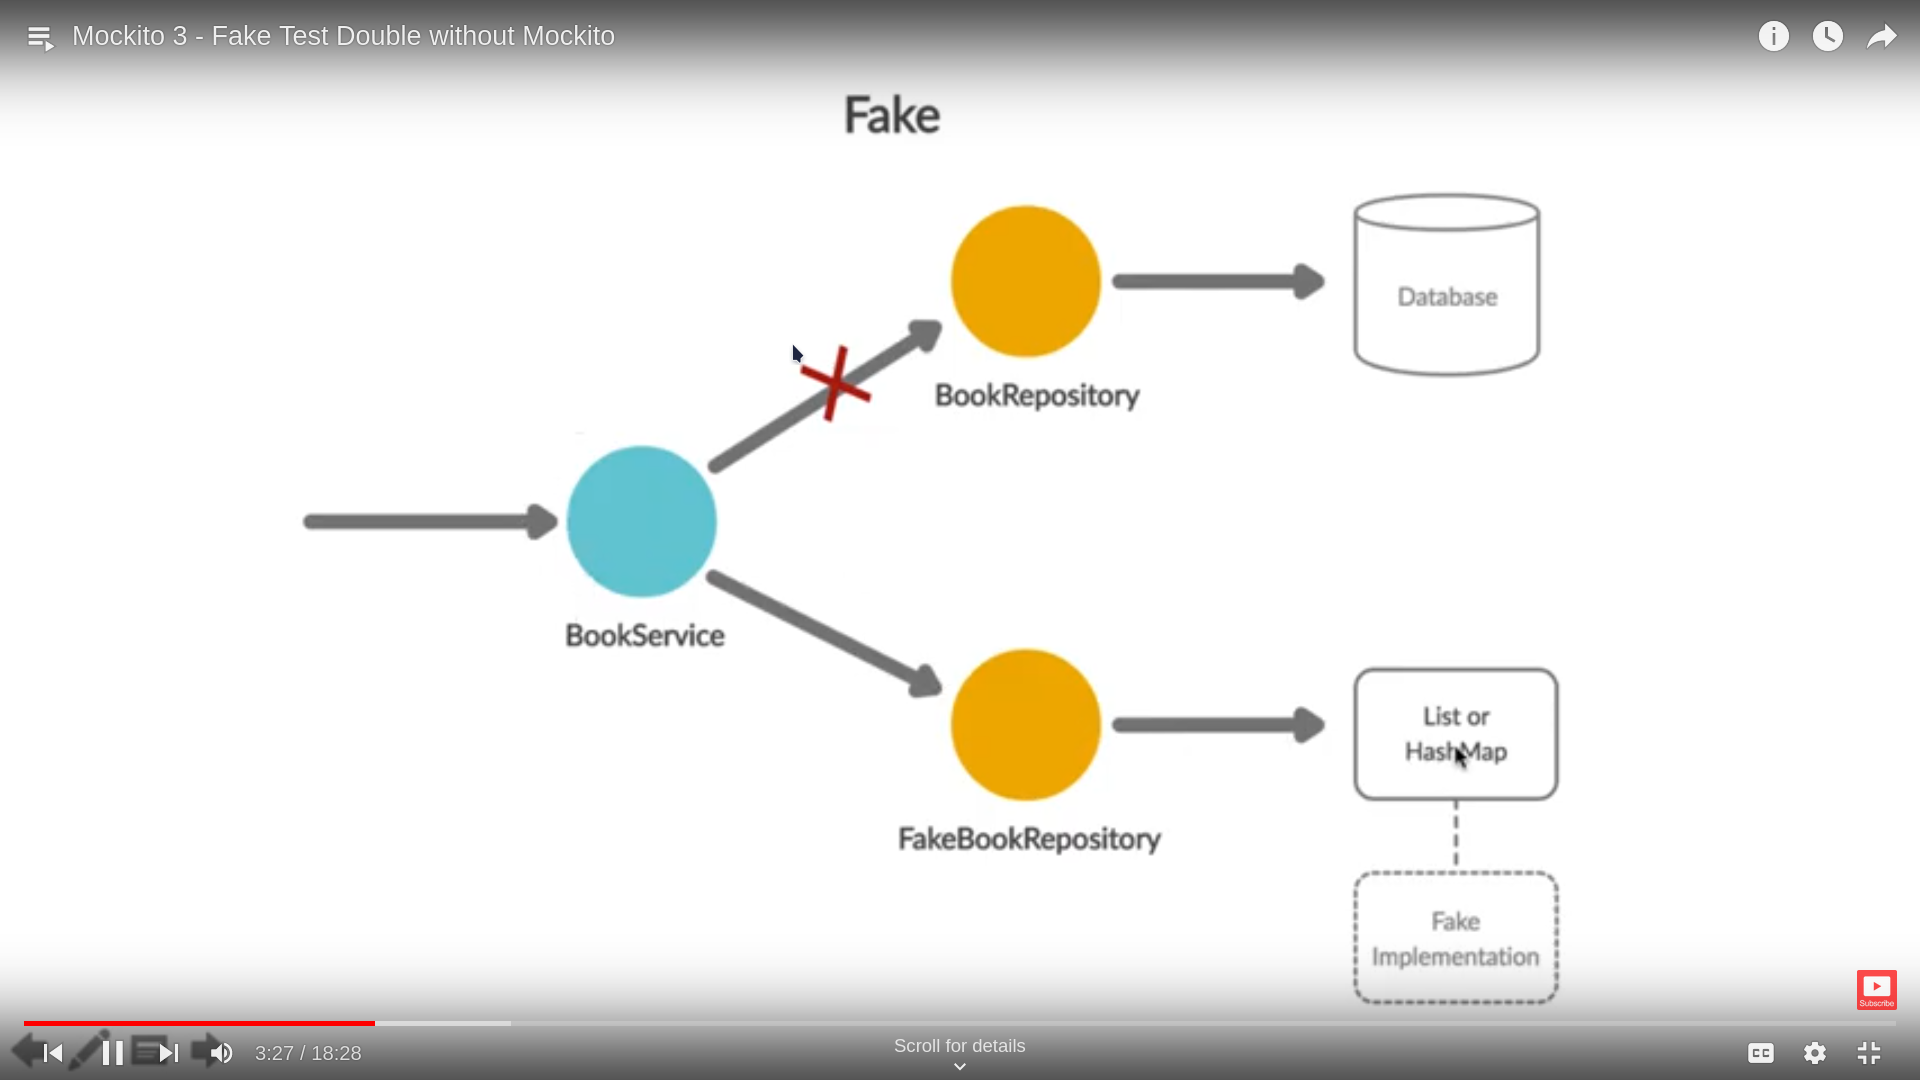 Mockito 3 - Fake Test Double without Mockito
Fake
Database
BookRepository
BookService
List or
HashMap
FakeBookRepository
Fake
Implementation
Subscribe
3:27 / 18:28
Scroll for details
CC